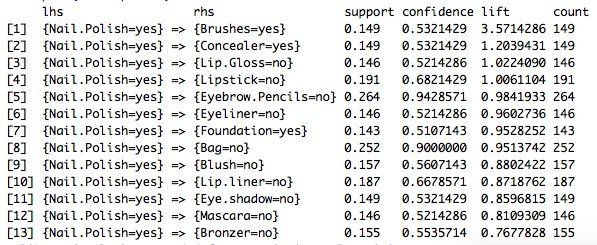 lhs rhs support confidence lift count
[1] {Nail.Polish=yes} => {Brushes=yes} 0.149 0.5321429 3.5714286 149
[2] {Nail.Polish=yes} => {Concealer=yes} 0.149 0.5321429 1.2039431 149
[3] {Nail.Polish=yes} => {Lip.Gloss=no} 0.146 0.5214286 1.0224090 146
[4] {Nail.Polish=yes} => {Lipstick=no} 0.191 0.6821429 1.0061104 191
[5] {Nail.Polish=yes} => {Eyebrow.Pencils=no} 0.264 0.9428571 0.9841933 264
[6] {Nail.Polish=yes} => {Eyeliner=no} 0.146 0.5214286 0.9602736 146
[7] {Nail.Polish=yes} => {Foundation=yes} 0.143 0.5107143 0.9528252 143
[8] {Nail.Polish=yes} => {Bag=no} 0.252 0.9000000 0.9513742 252
[9] {Nail.Polish=yes} => {Blush=no} 0.157 0.5607143 0.8802422 157
[10] {Nail.Polish=yes} => {Lip.liner=no} 0.187 0.6678571 0.8718762 187
[11] {Nail.Polish=yes} => {Eye.shadow=no} 0.149 0.5321429 0.8596815 149
[12] {Nail.Polish=yes} => {Mascara=no} 0.146 0.5214286 0.8109309 146
[13] {Nail.Polish=yes} => {Bronzer=no} 0.155 0.5535714 0.7677828 155